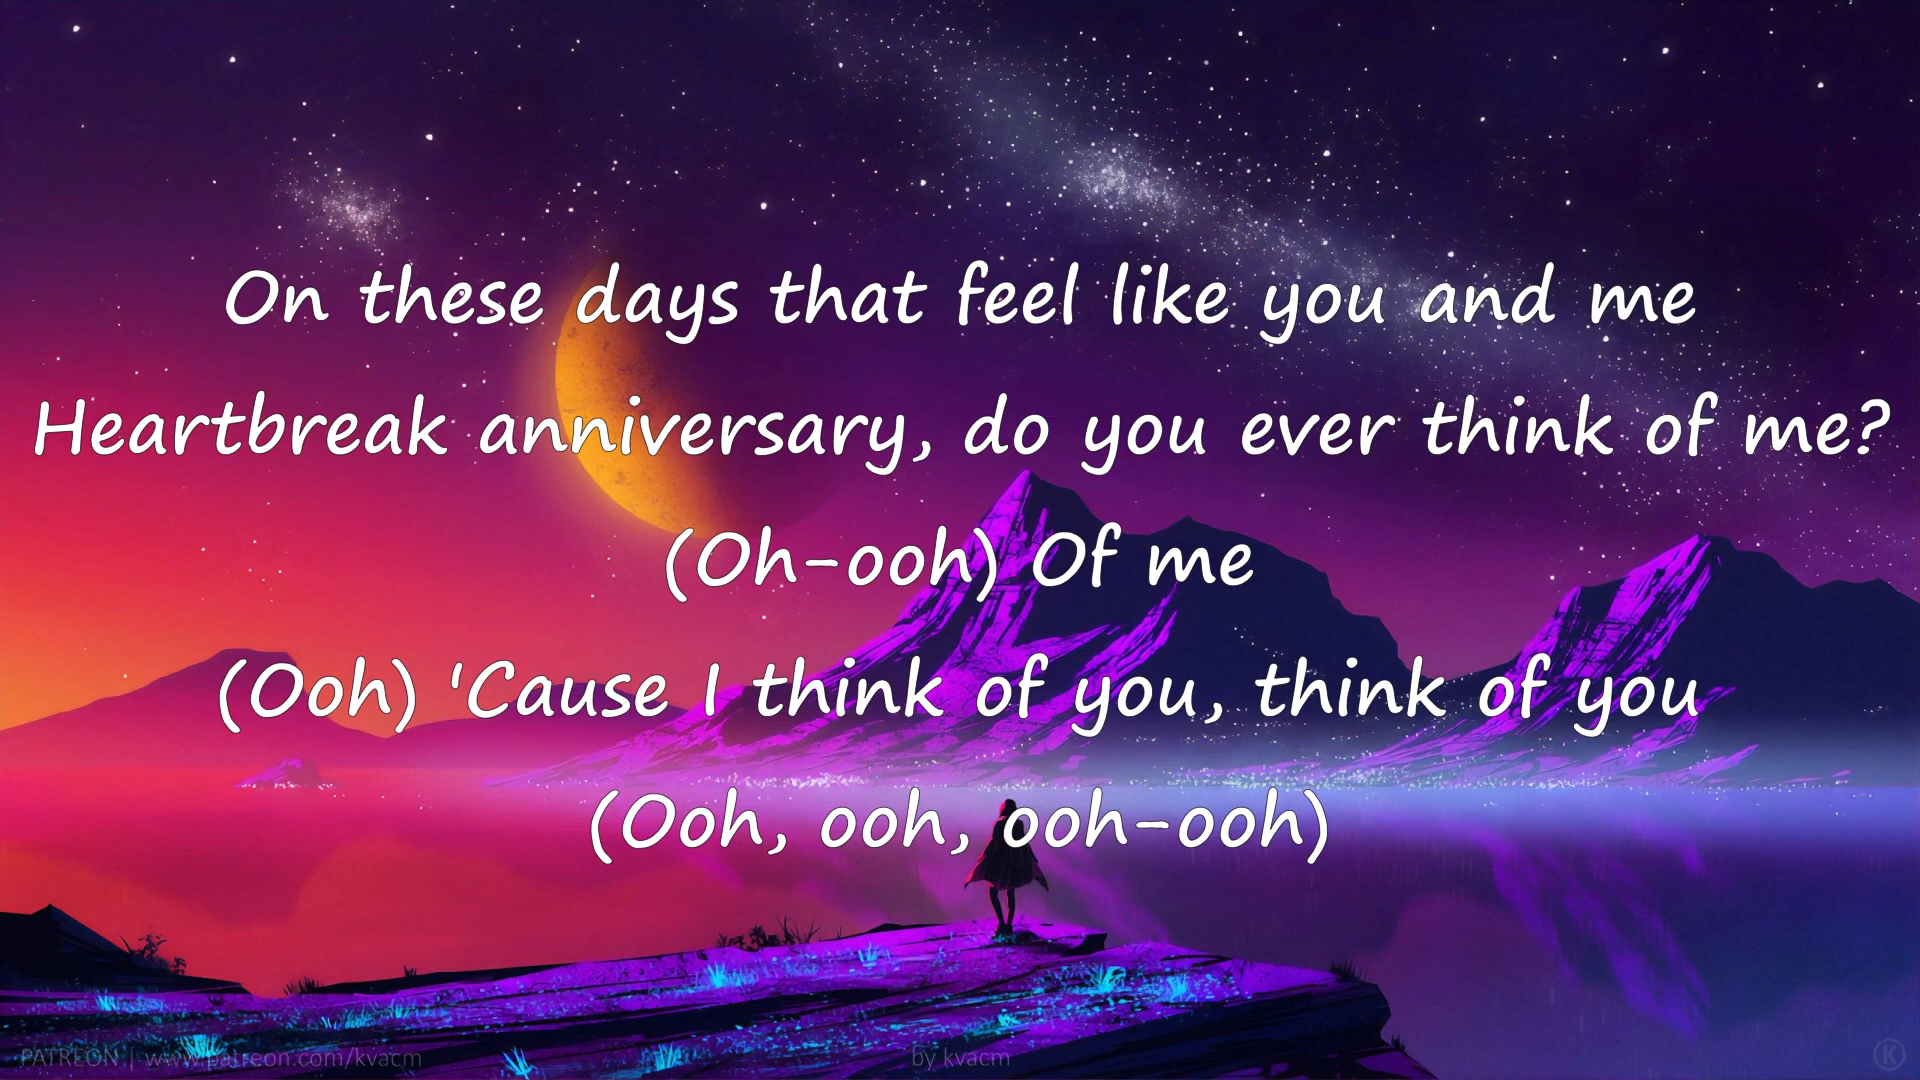 On these days that feel like you and me
Heartbreak anniversary, do you ever think of me?
(Oh-ooh) Of me
(Ooh) 'Cause I think of you, think of you
(Ooh, ooh, ooh-ooh)
PATREON | www.patreon.com/kvacm
by kvacm
K